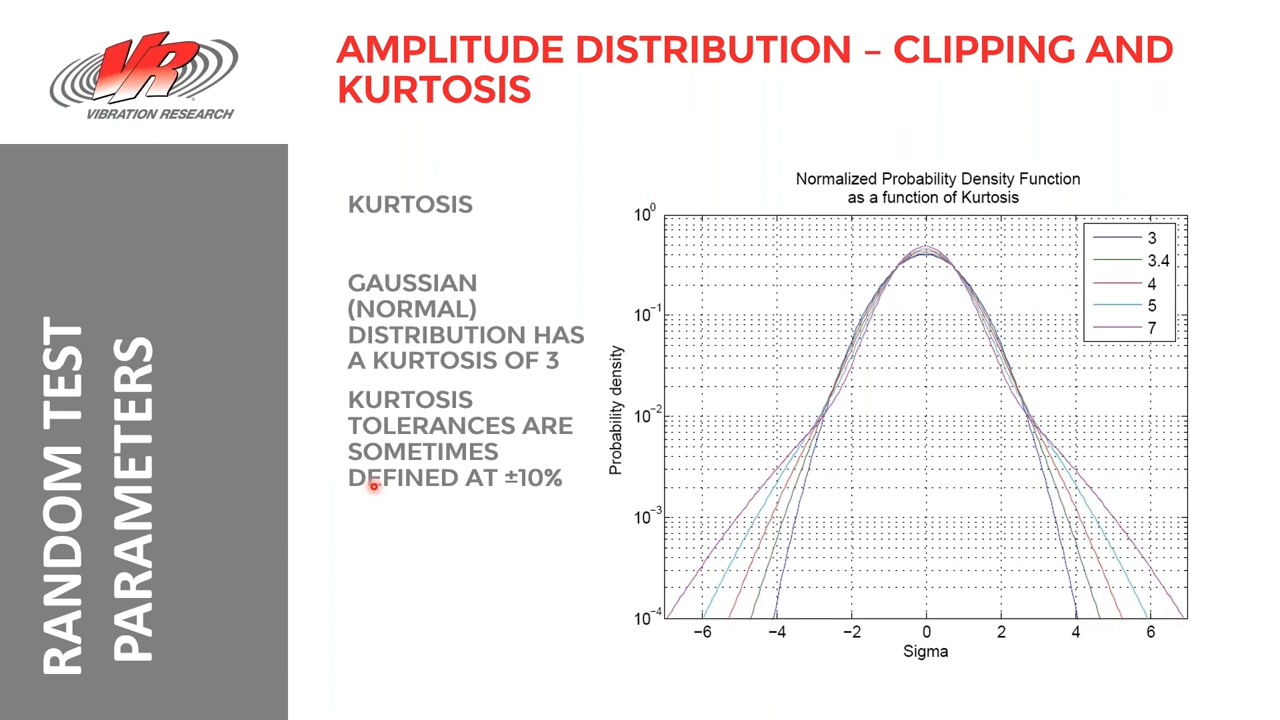 VR
VIBRATION RESEARCH
RANDOM TEST
PARAMETERS
AMPLITUDE DISTRIBUTION – CLIPPING AND
KURTOSIS
KURTOSIS
GAUSSIAN
(NORMAL)
DISTRIBUTION HAS
A KURTOSIS OF 3
KURTOSIS
TOLERANCES ARE
SOMETIMES
DEFINED AT ±10%
Normalized Probability Density Function
as a function of Kurtosis
10⁰
10⁻¹
10⁻²
10⁻³
10⁻⁴
Probability density
3
3.4
4
5
7
−6 −4 −2 0 2 4 6
Sigma